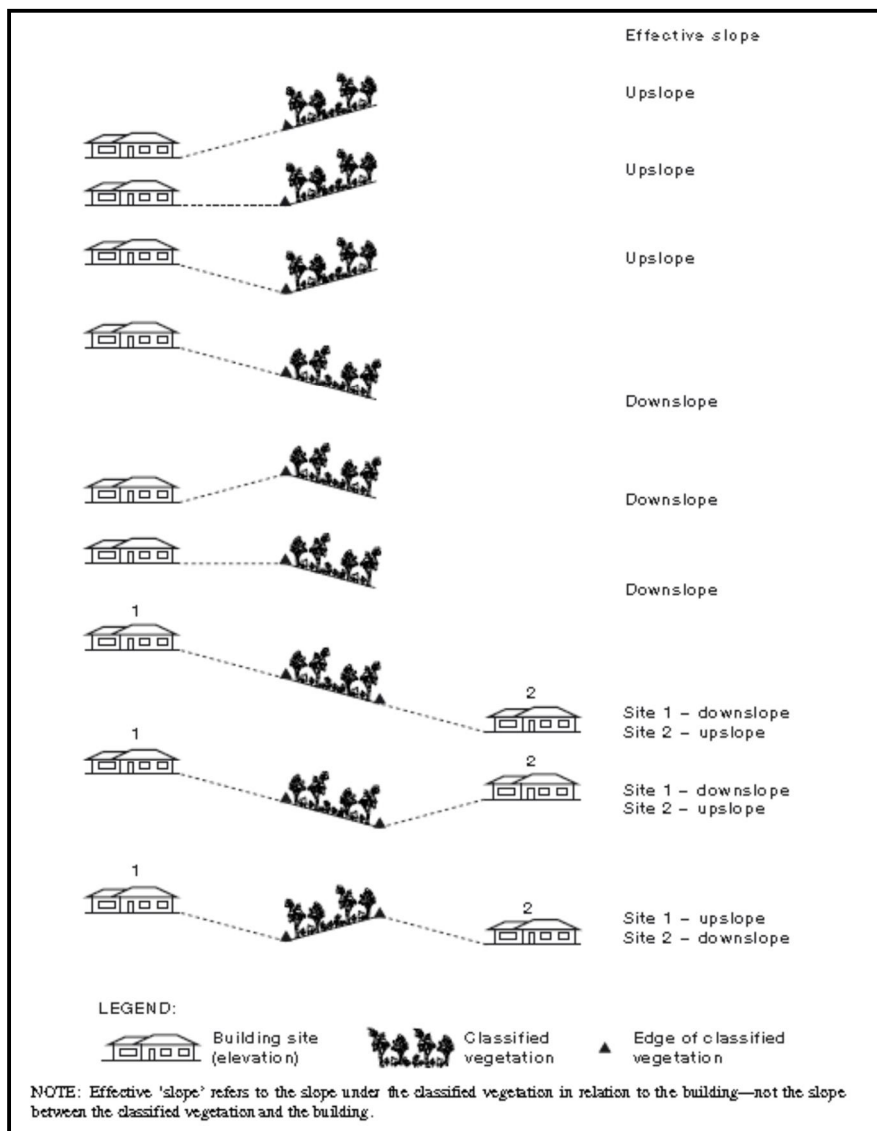 Effective slope
Upslope
Upslope
Upslope
Downslope
Downslope
Downslope
1
2
Site 1 – downslope
Site 2 – upslope
1
2
Site 1 – downslope
Site 2 – upslope
1
2
Site 1 – upslope
Site 2 – downslope
LEGEND:
Building site
(elevation)
Classified
vegetation
Edge of classified
vegetation
NOTE: Effective ‘slope’ refers to the slope under the classified vegetation in relation to the building—not the slope
between the classified vegetation and the building.